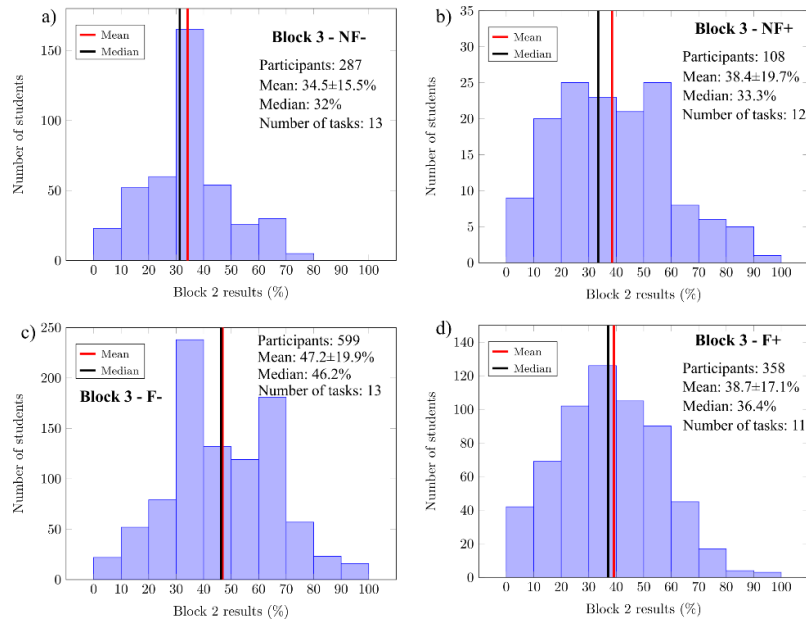 a)
Mean
Median
Block 3 - NF-
Participants: 287
Mean: 34.5±15.5%
Median: 32%
Number of tasks: 13
Number of students
150
100
50
0
0 10 20 30 40 50 60 70 80 90 100
Block 2 results (%)
b)
Mean
Median
Block 3 - NF+
Participants: 108
Mean: 38.4±19.7%
Median: 33.3%
Number of tasks: 12
Number of students
35
30
25
20
15
10
5
0
0 10 20 30 40 50 60 70 80 90 100
Block 2 results (%)
c)
Mean
Median
Block 3 - F-
Participants: 599
Mean: 47.2±19.9%
Median: 46.2%
Number of tasks: 13
Number of students
250
200
150
100
50
0
0 10 20 30 40 50 60 70 80 90 100
Block 2 results (%)
d)
Mean
Median
Block 3 - F+
Participants: 358
Mean: 38.7±17.1%
Median: 36.4%
Number of tasks: 11
Number of students
140
120
100
80
60
40
20
0
0 10 20 30 40 50 60 70 80 90 100
Block 2 results (%)